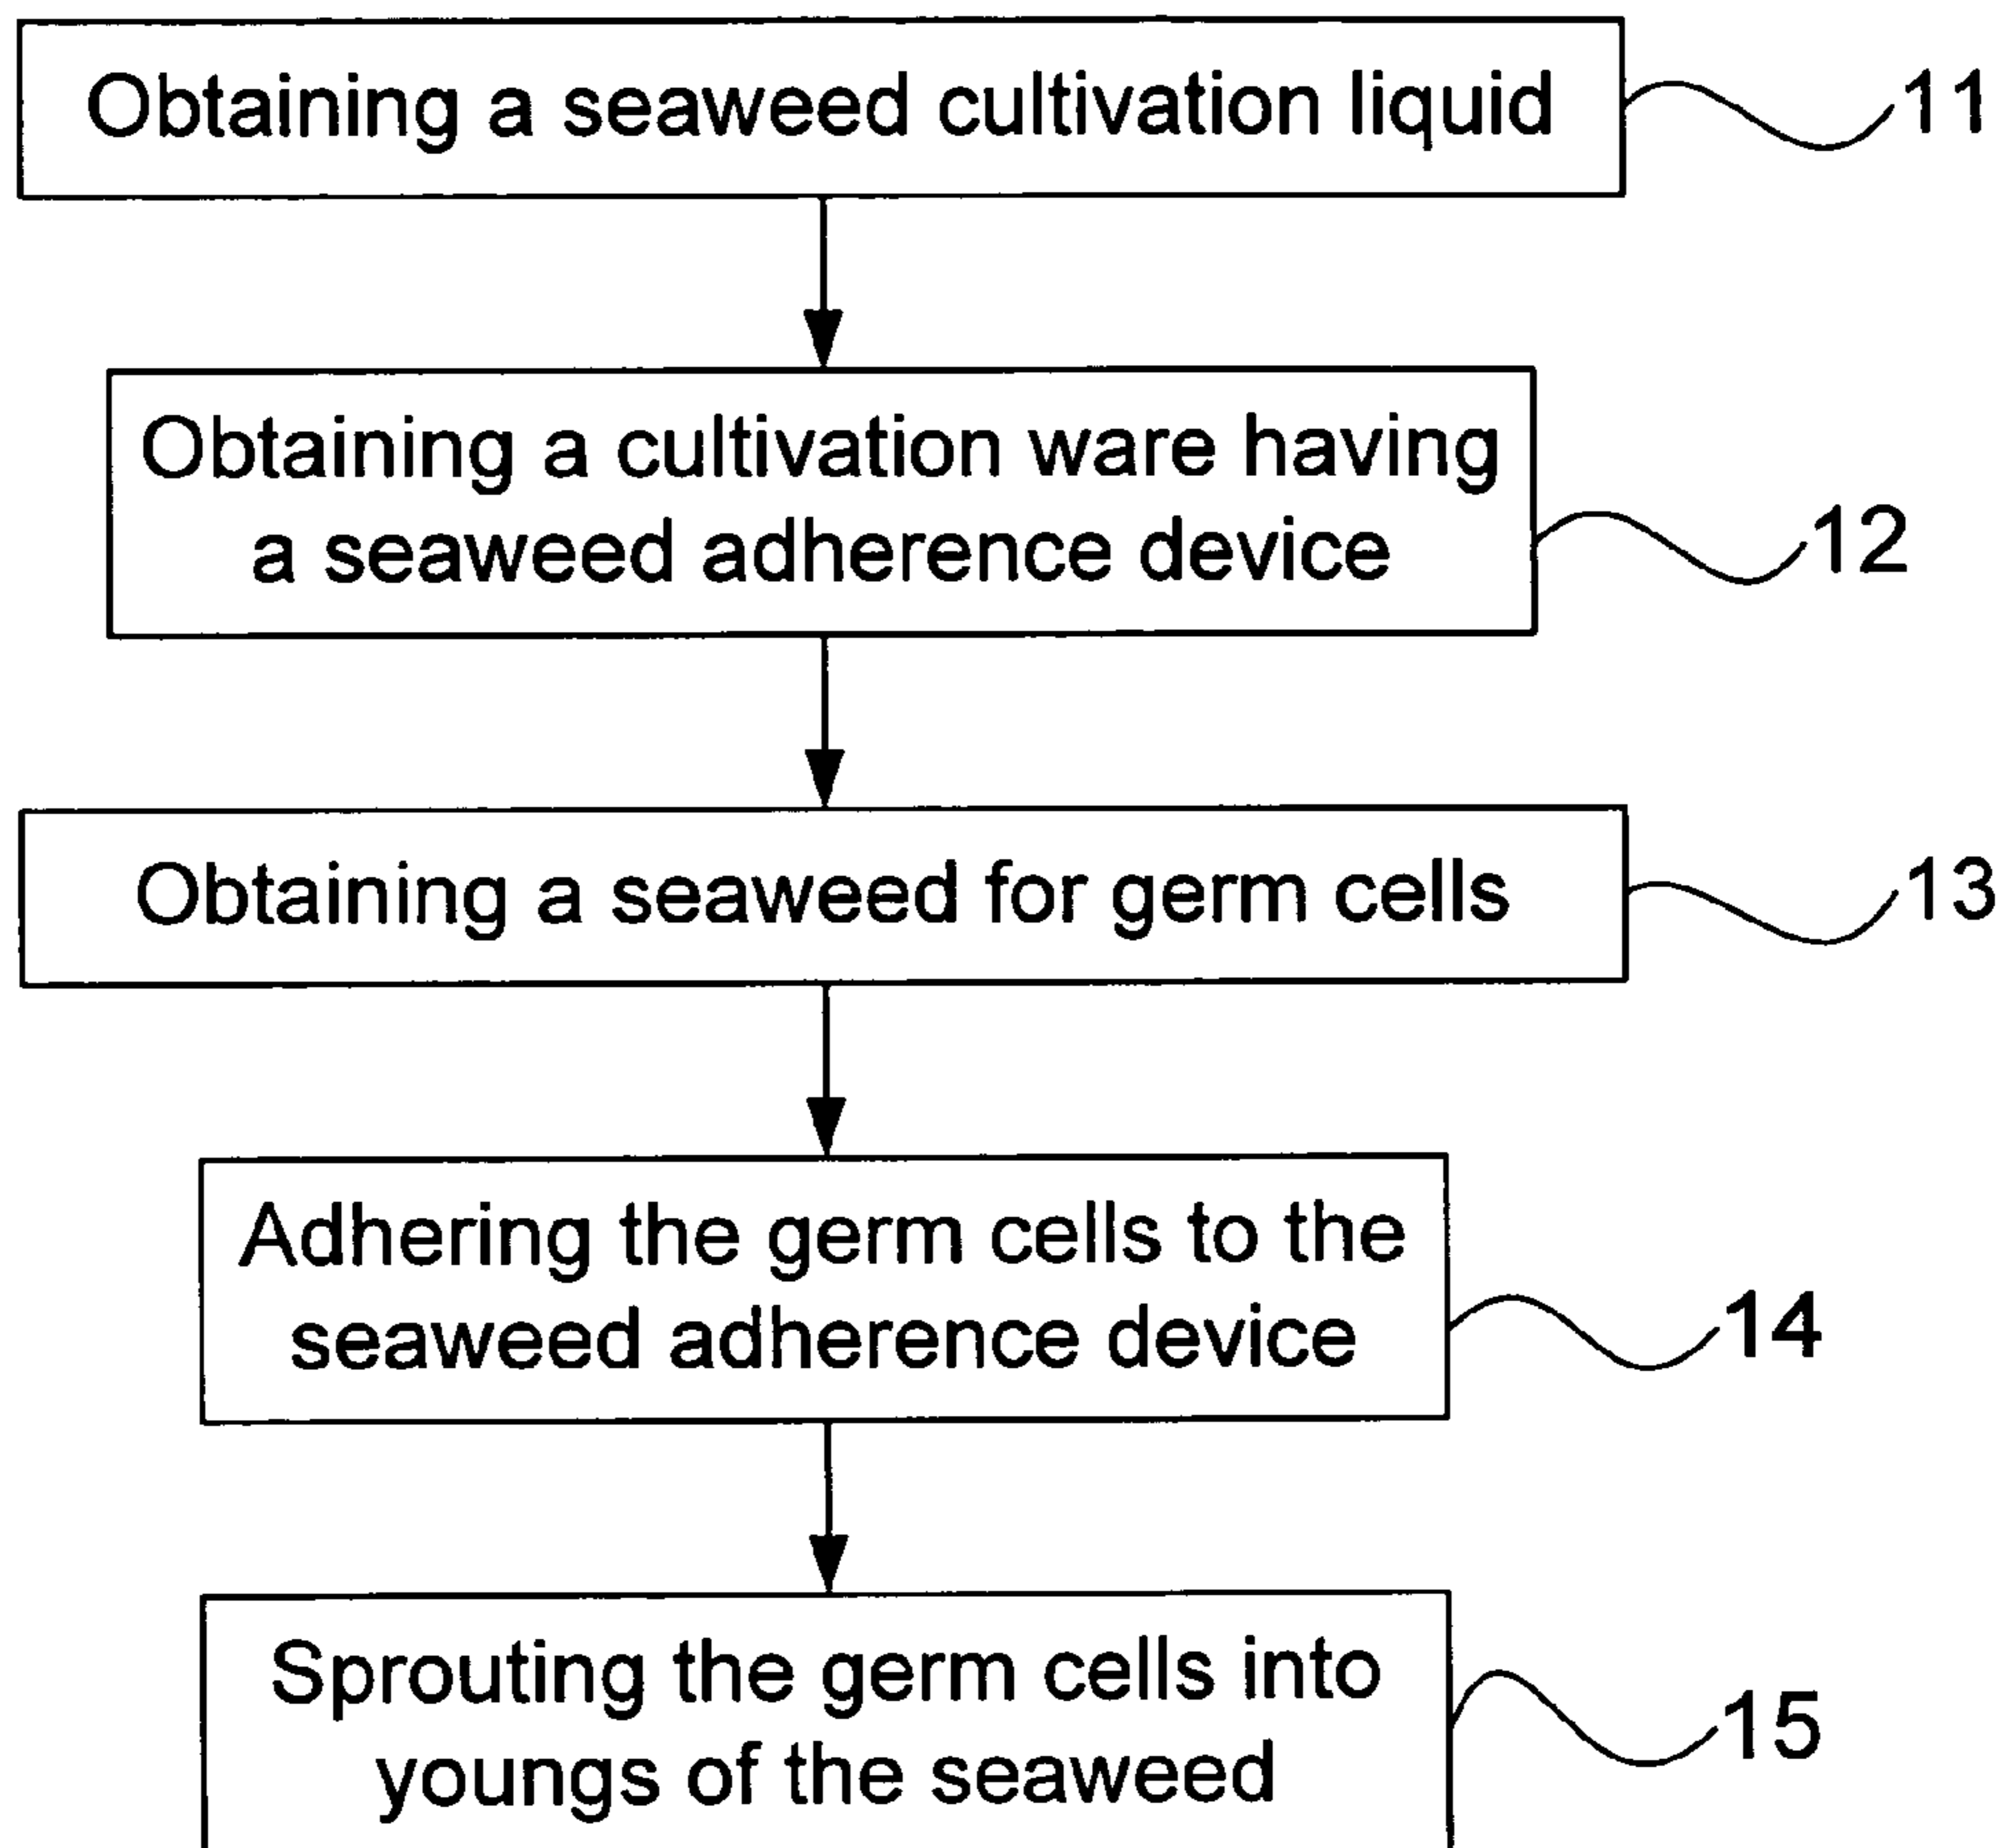 Obtaining a seaweed cultivation liquid
11
Obtaining a cultivation ware having
a seaweed adherence device
12
Obtaining a seaweed for germ cells
13
Adhering the germ cells to the
seaweed adherence device
14
Sprouting the germ cells into
youngs of the seaweed
15